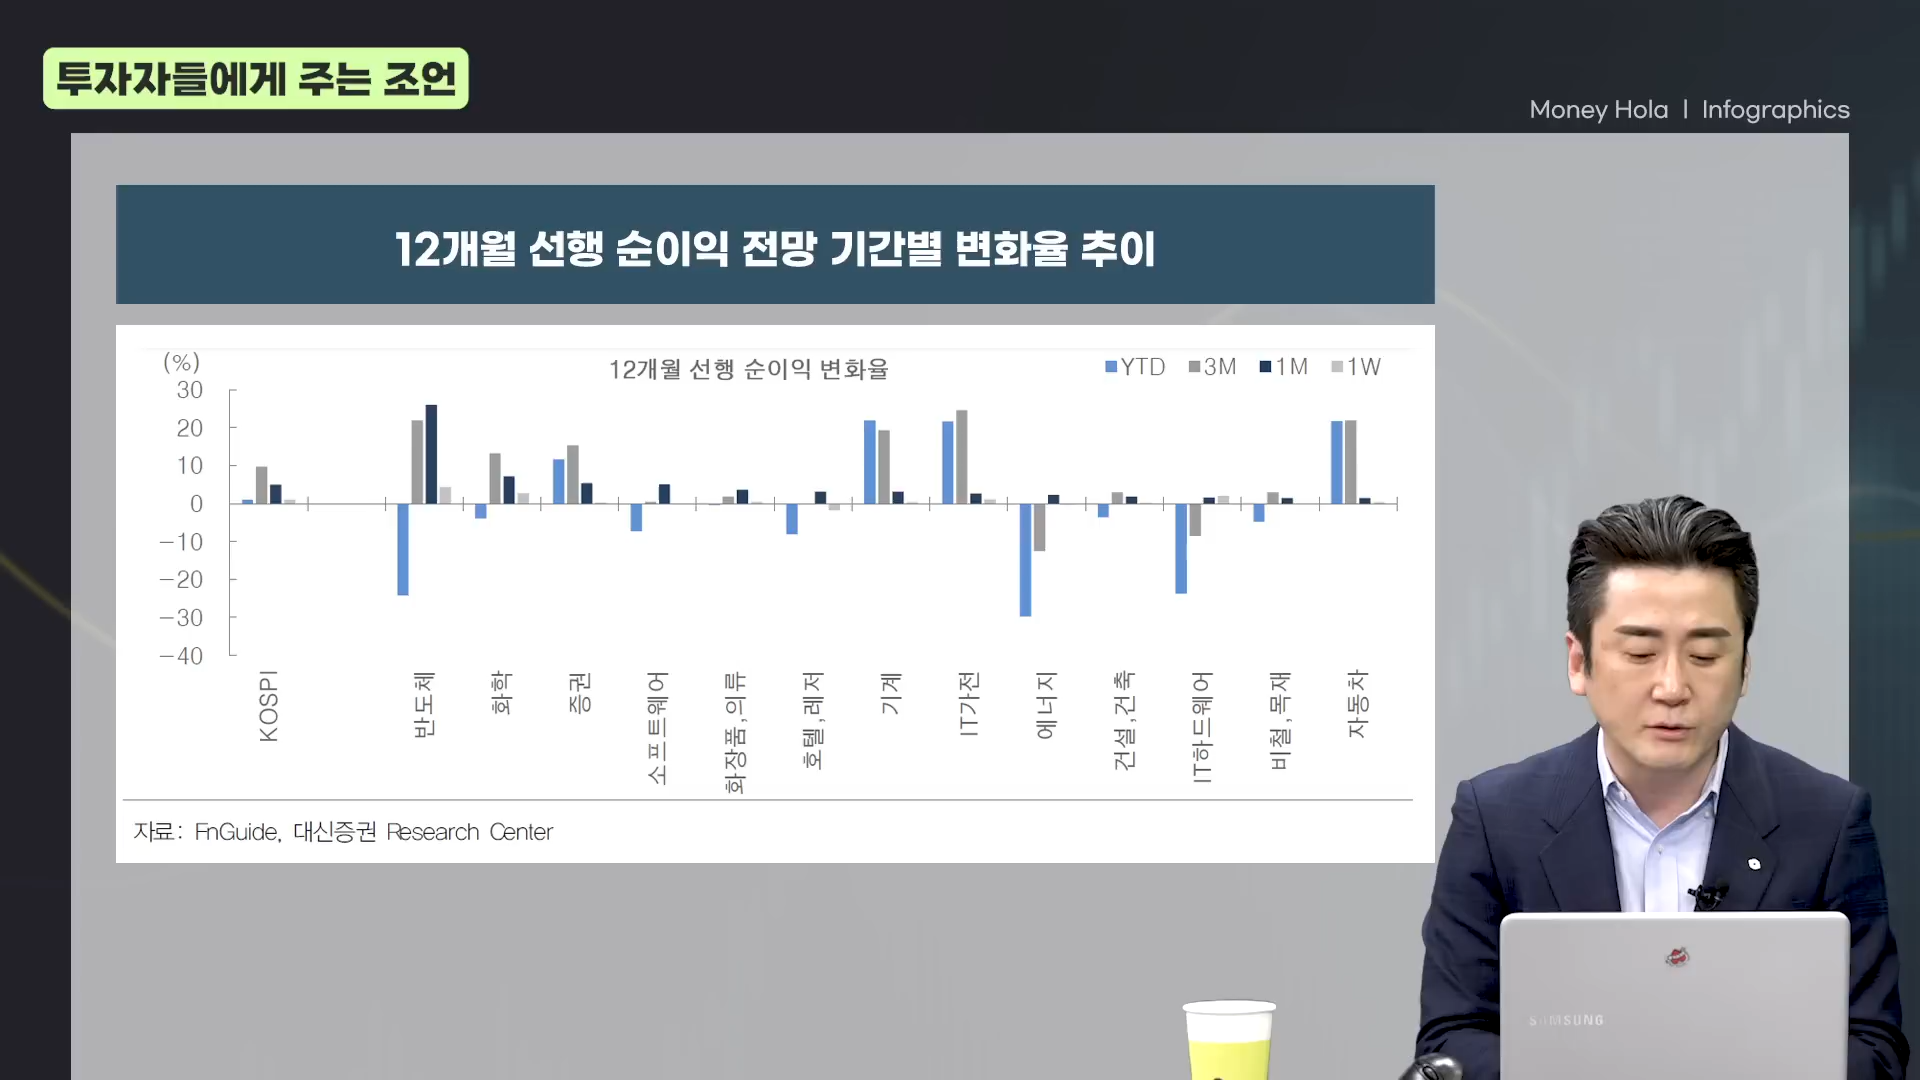 투자자들에게 주는 조언
Money Hola | Infographics
12개월 선행 순이익 전망 기간별 변화율 추이
(%)
12개월 선행 순이익 변화율
YTD 3M 1M 1W
30
20
10
0
-10
-20
-30
-40
KOSPI
반도체
화학
증권
소프트웨어
화장품,의류
호텔,레저
기계
IT가전
에너지
건설,건축
IT하드웨어
비철,목재
자동차
자료: FnGuide, 대신증권 Research Center
SAMSUNG